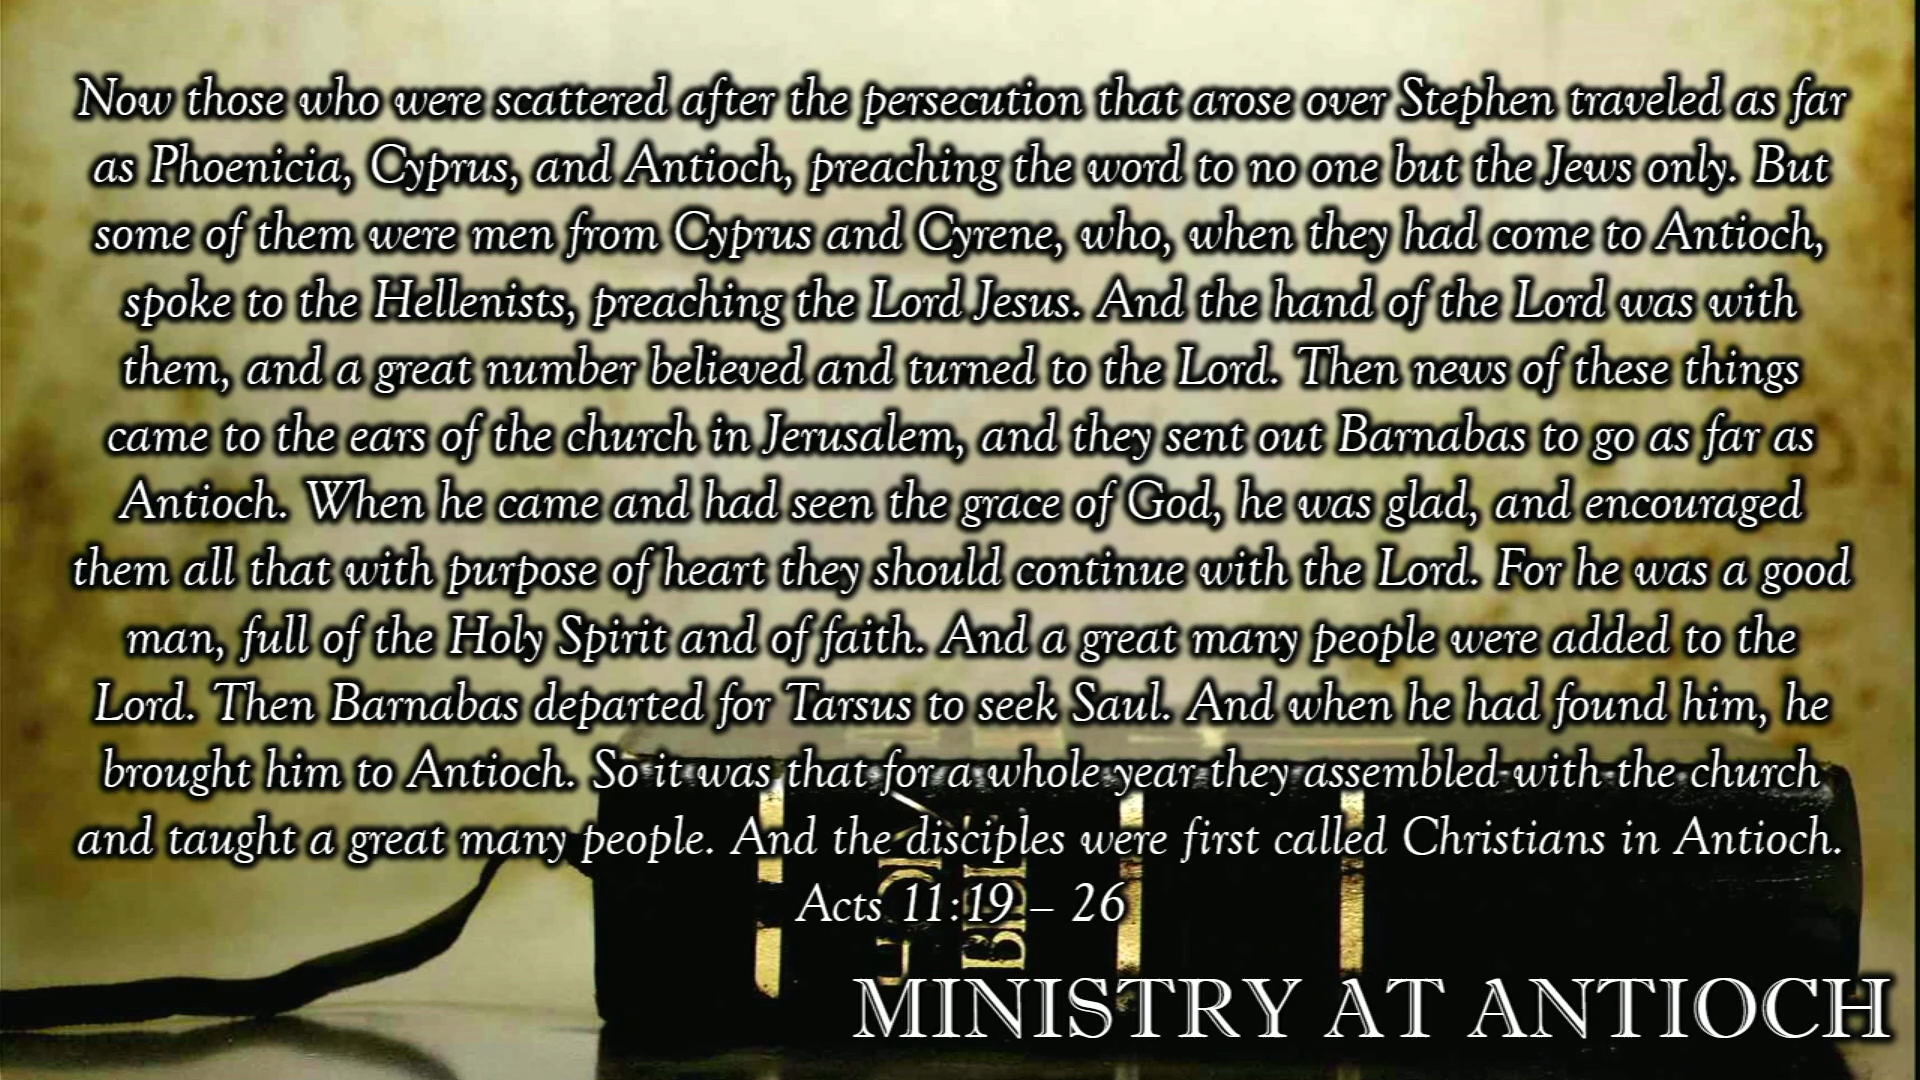 Now those who were scattered after the persecution that arose over Stephen traveled as far
as Phoenicia, Cyprus, and Antioch, preaching the word to no one but the Jews only. But
some of them were men from Cyprus and Cyrene, who, when they had come to Antioch,
spoke to the Hellenists, preaching the Lord Jesus. And the hand of the Lord was with
them, and a great number believed and turned to the Lord. Then news of these things
came to the ears of the church in Jerusalem, and they sent out Barnabas to go as far as
Antioch. When he came and had seen the grace of God, he was glad, and encouraged
them all that with purpose of heart they should continue with the Lord. For he was a good
man, full of the Holy Spirit and of faith. And a great many people were added to the
Lord. Then Barnabas departed for Tarsus to seek Saul. And when he had found him, he
brought him to Antioch. So it was that for a whole year they assembled with the church
and taught a great many people. And the disciples were first called Christians in Antioch.
Acts 11:19 – 26
MINISTRY AT ANTIOCH